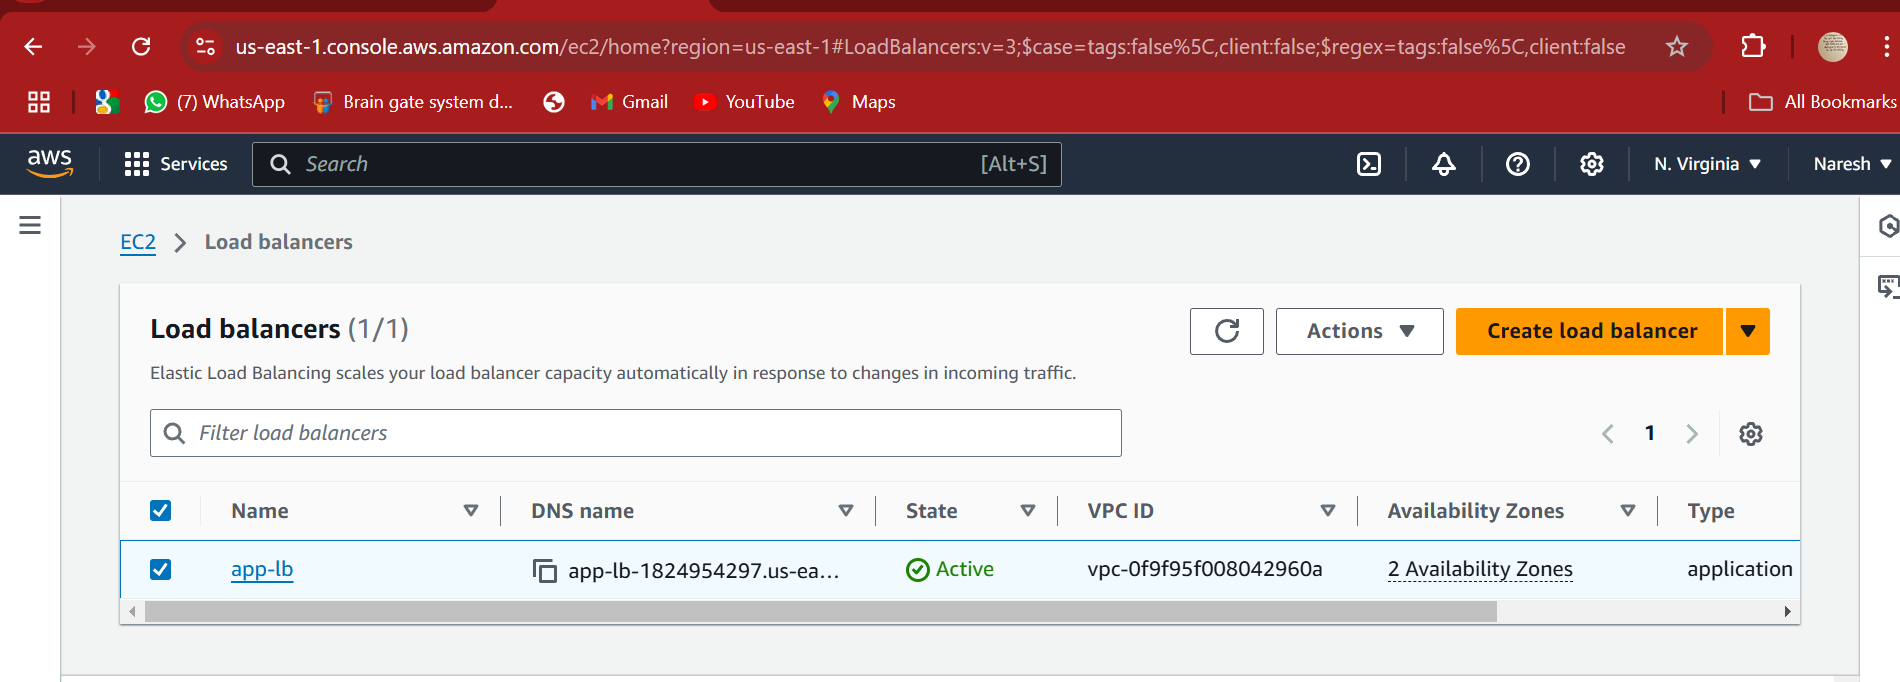 us-east-1.console.aws.amazon.com/ec2/home?region=us-east-1#LoadBalancers:v=3;$case=tags:false%5C,client:false;$regex=tags:false%5C,client:false
(7) WhatsApp Brain gate system d... Gmail YouTube Maps All Bookmarks
aws Services Search [Alt+S] N. Virginia Naresh
EC2 > Load balancers
Load balancers (1/1) Actions Create load balancer
Elastic Load Balancing scales your load balancer capacity automatically in response to changes in incoming traffic.
Filter load balancers 1
Name DNS name State VPC ID Availability Zones Type
app-lb app-lb-1824954297.us-ea... Active vpc-0f9f95f008042960a 2 Availability Zones application